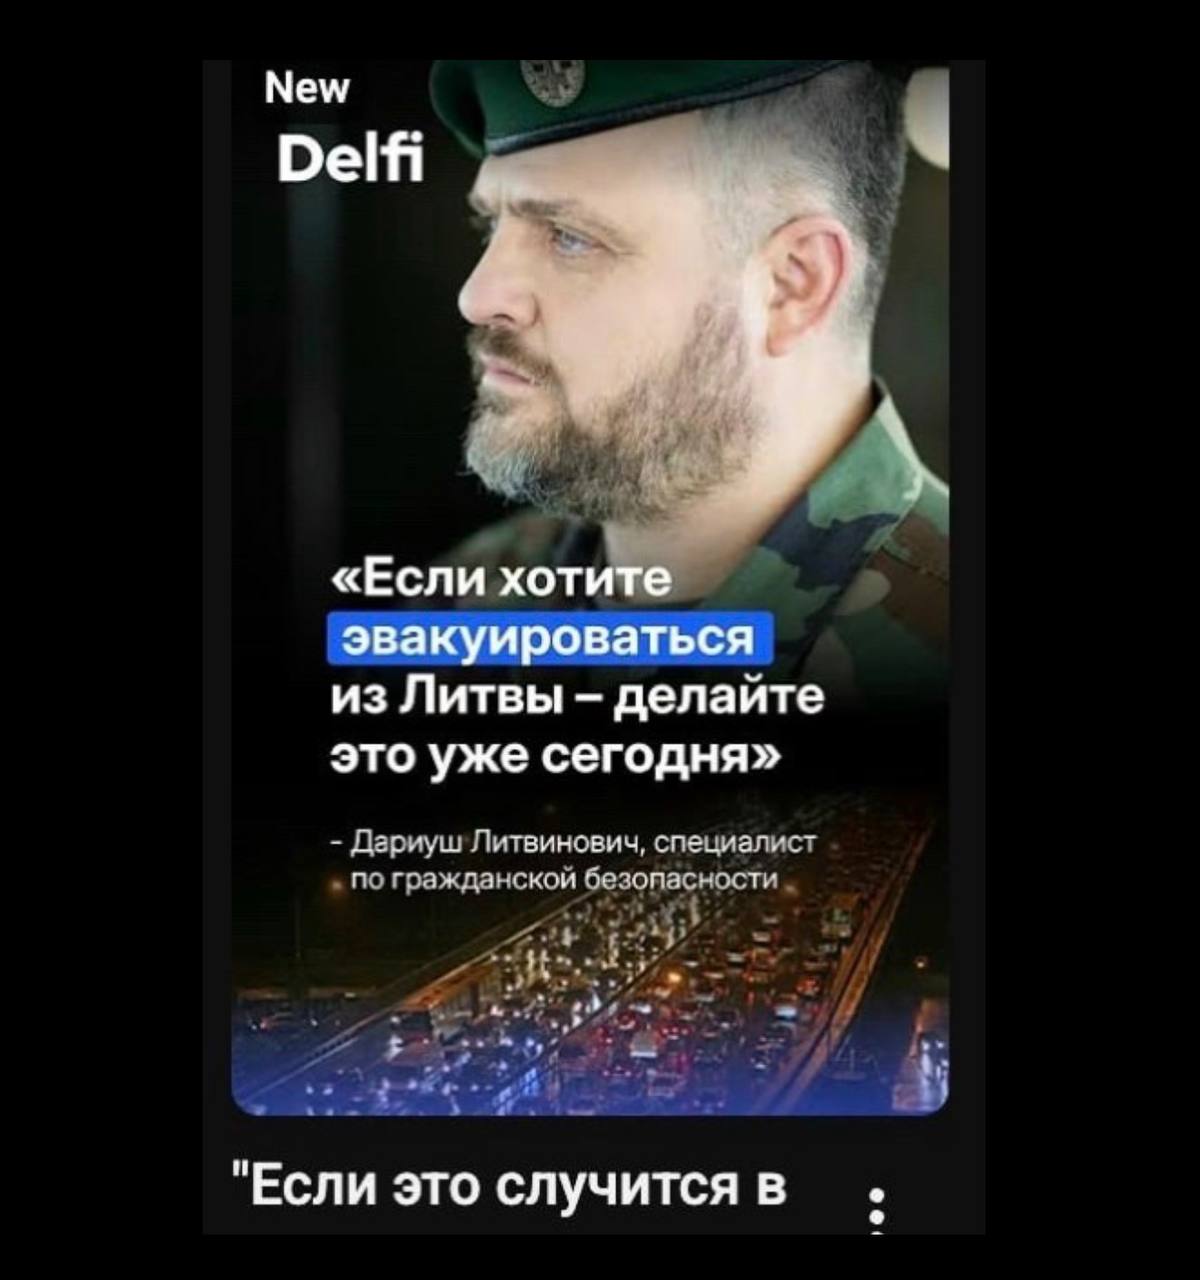 New
Delfi
«Если хотите
эвакуироваться
из Литвы – делайте
это уже сегодня»
- Дариуш Литвинович, специалист
по гражданской безопасности
"Если это случится в